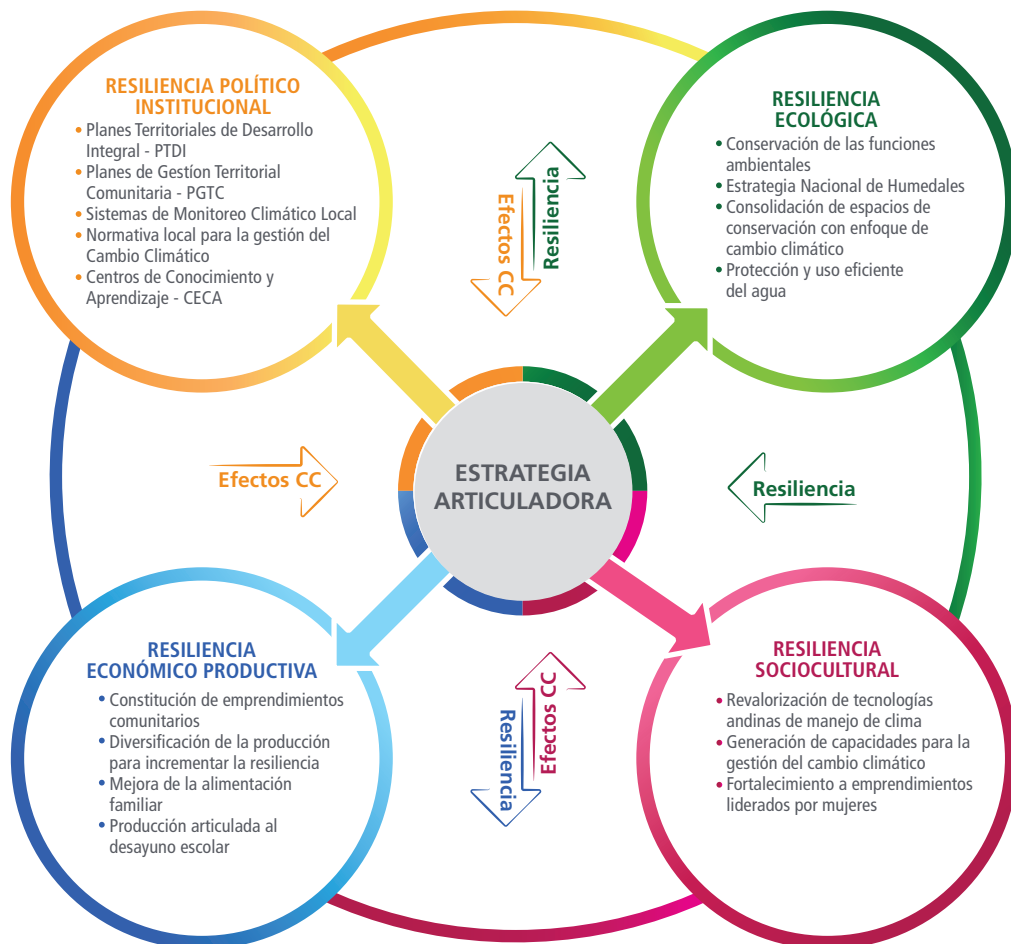 RESILIENCIA POLÍTICO
INSTITUCIONAL
• Planes Territoriales de Desarrollo
Integral - PTDI
• Planes de Gestíon Territorial
Comunitaria - PGTC
• Sistemas de Monitoreo Climático Local
• Normativa local para la gestión del
Cambio Climático
• Centros de Conocimiento y
Aprendizaje - CECA
RESILIENCIA
ECOLÓGICA
• Conservación de las funciones
ambientales
• Estrategia Nacional de Humedales
• Consolidación de espacios de
conservación con enfoque de
cambio climático
• Protección y uso eficiente
del agua
Efectos CC
Resiliencia
Efectos CC
ESTRATEGIA
ARTICULADORA
Resiliencia
RESILIENCIA
ECONÓMICO PRODUCTIVA
• Constitución de emprendimientos
comunitarios
• Diversificación de la producción
para incrementar la resiliencia
• Mejora de la alimentación
familiar
• Producción articulada al
desayuno escolar
Resiliencia
Efectos CC
RESILIENCIA
SOCIOCULTURAL
• Revalorización de tecnologías
andinas de manejo de clima
• Generación de capacidades para la
gestión del cambio climático
• Fortalecimiento a emprendimientos
liderados por mujeres